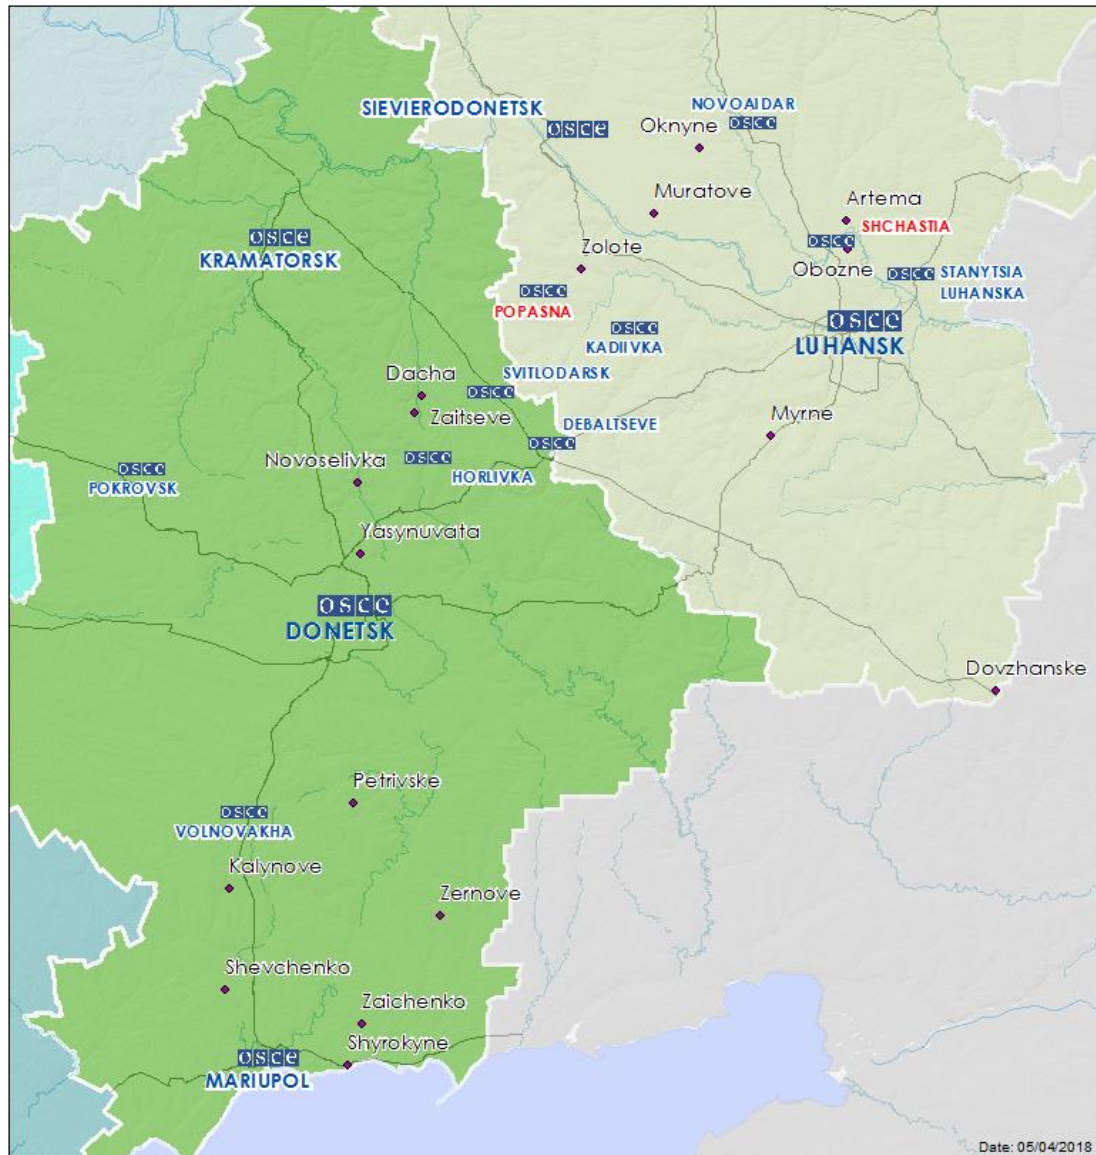 SIEVIERODONETSK
osce
NOVOAIDAR
osce
Oknyne
Muratove
Artema
SHCHASTIA
osce
Obozne
osce
KRAMATORSK
Zolote
osce
STANYTSIA
LUHANSKA
osce
POPASNA
osce
KADIIVKA
osce
LUHANSK
Dacha
SVITLODARSK
osce
Zaitseve
DEBALTSEVE
osce
Myrne
osce
POKROVSK
Novoselivka
osce
HORLIVKA
Yasynuvata
osce
DONETSK
Dovzhanske
Petrivske
osce
VOLNOVAKHA
Kalynove
Zernove
Shevchenko
Zaichenko
Shyrokyne
osce
MARIUPOL
Date: 05/04/2018